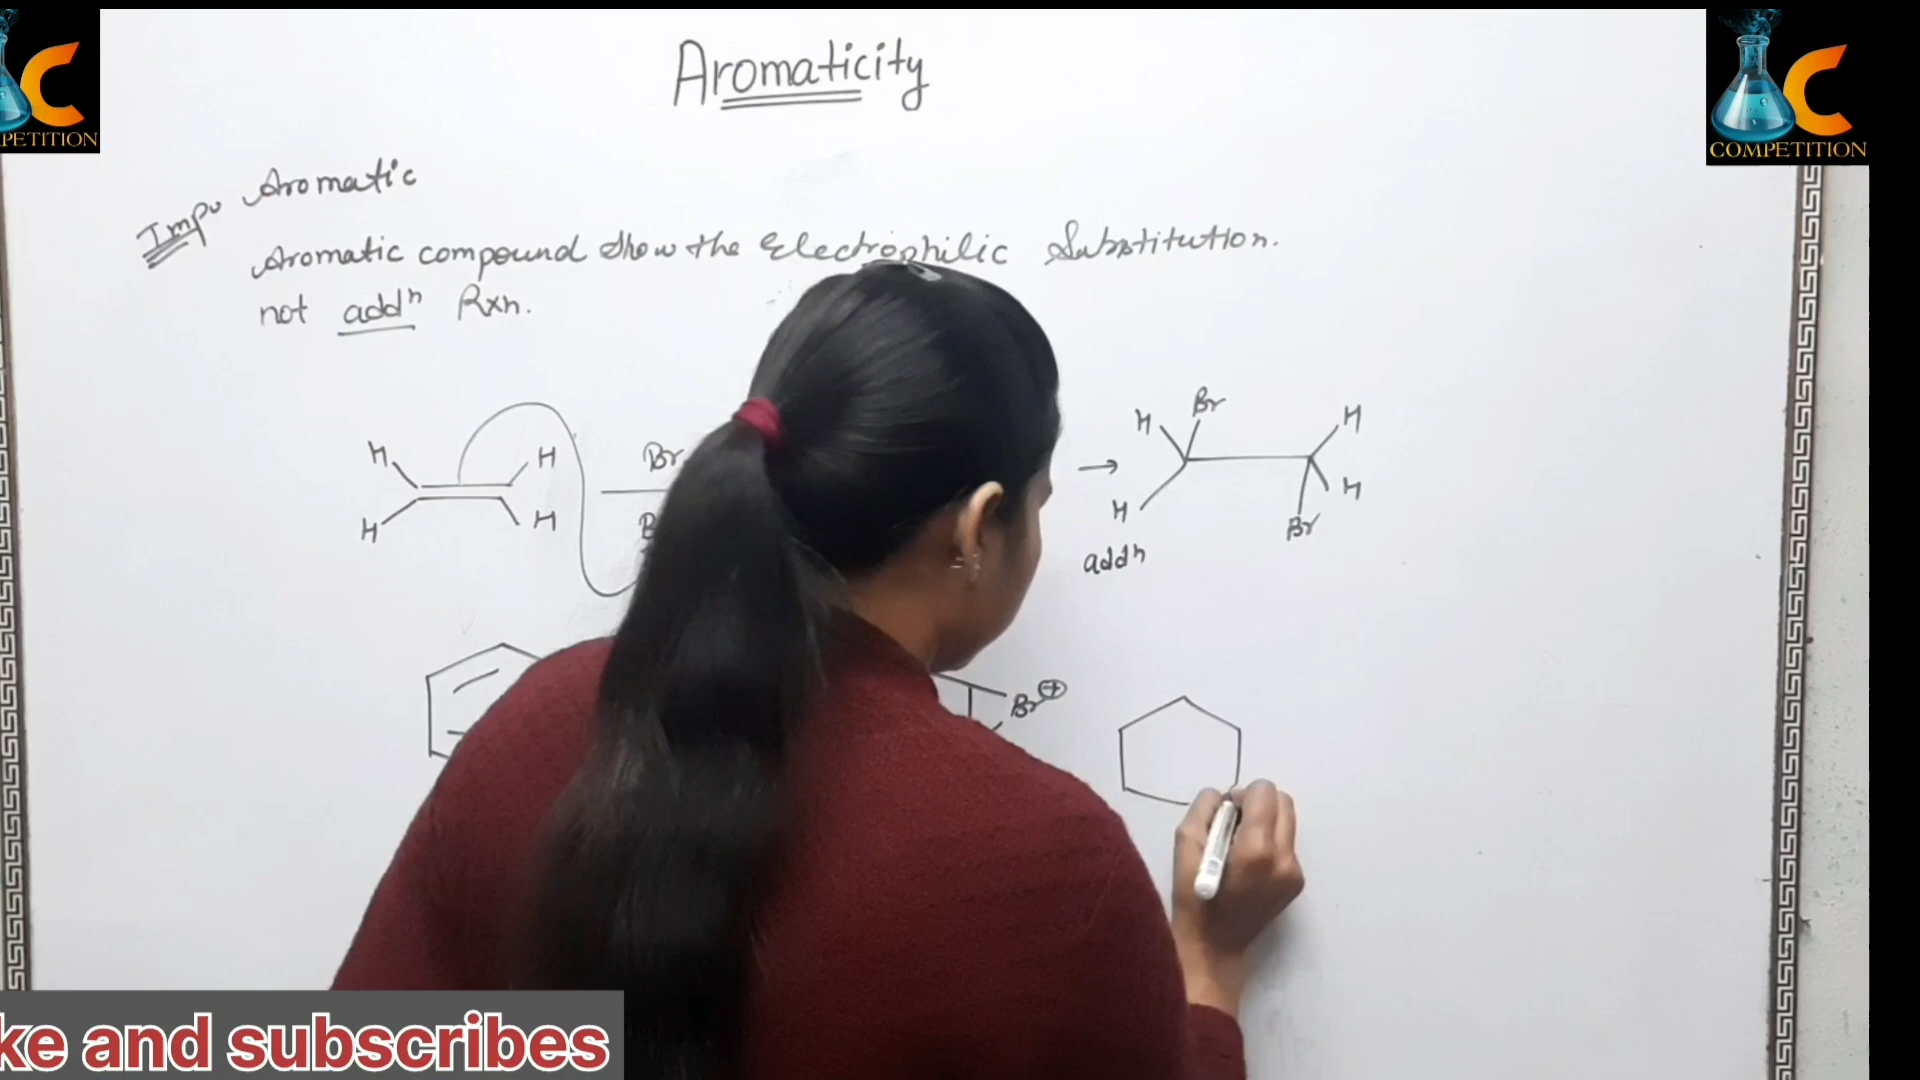 Aromaticity
C
PETITION
C
COMPETITION
Impo Aromatic
Aromatic compound show the Electrophilic Substitution.
not addⁿ Rxn.
H H
H H
Br
B
H Br H
H Br H
addⁿ
Br⊕
ke and subscribes